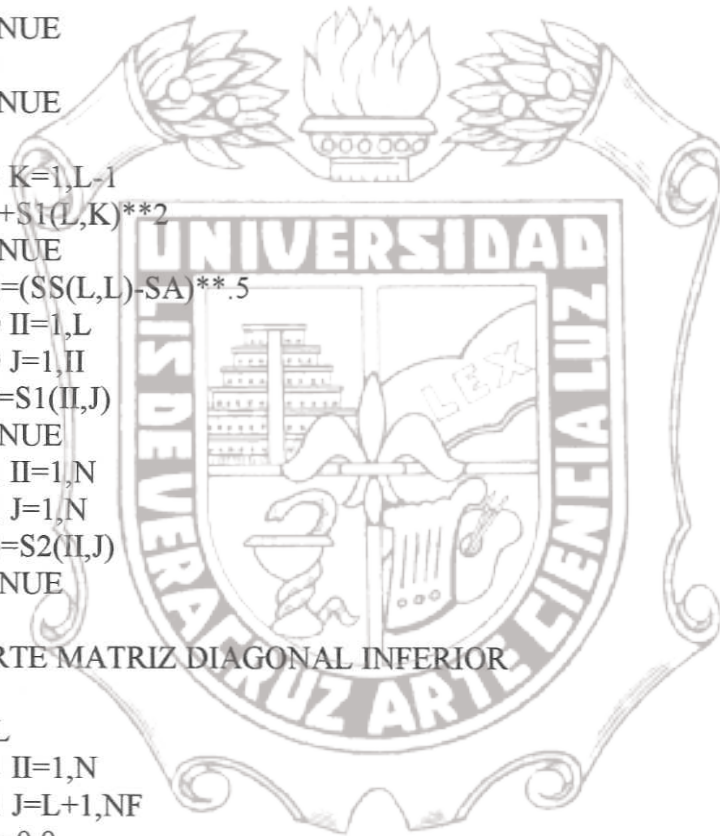 NUE
NUE
K=1,L-1
+S1(L,K)**2
NUE
=(SS(L,L)-SA)**.5
II=1,L
J=1,II
=S1(II,J)
NUE
II=1,N
J=1,N
=S2(II,J)
NUE
RTE MATRIZ DIAGONAL INFERIOR
L
II=1,N
J=L+1,NF
UNIVERSIDAD
LIS DE VERACRUZ ARTE CIENCIA LUZ
LEX